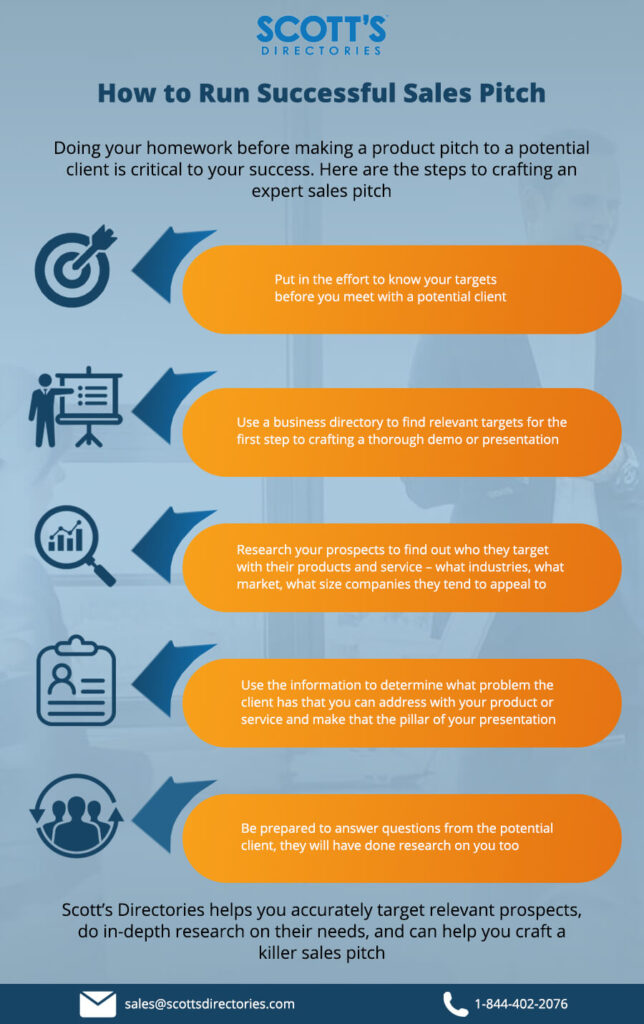 SCOTT'S
DIRECTORIES
How to Run Successful Sales Pitch
Doing your homework before making a product pitch to a potential
client is critical to your success. Here are the steps to crafting an
expert sales pitch
Put in the effort to know your targets
before you meet with a potential client
Use a business directory to find relevant targets for the
first step to crafting a thorough demo or presentation
Research your prospects to find out who they target
with their products and service – what industries, what
market, what size companies they tend to appeal to
Use the information to determine what problem the
client has that you can address with your product or
service and make that the pillar of your presentation
Be prepared to answer questions from the potential
client, they will have done research on you too
Scott's Directories helps you accurately target relevant prospects,
do in-depth research on their needs, and can help you craft a
killer sales pitch
sales@scottsdirectories.com
1-844-402-2076